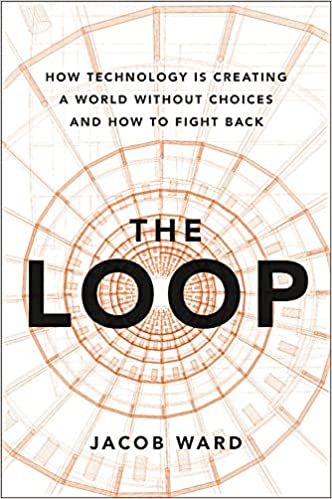 HOW TECHNOLOGY IS CREATING
A WORLD WITHOUT CHOICES
AND HOW TO FIGHT BACK
THE
LOOP
JACOB WARD